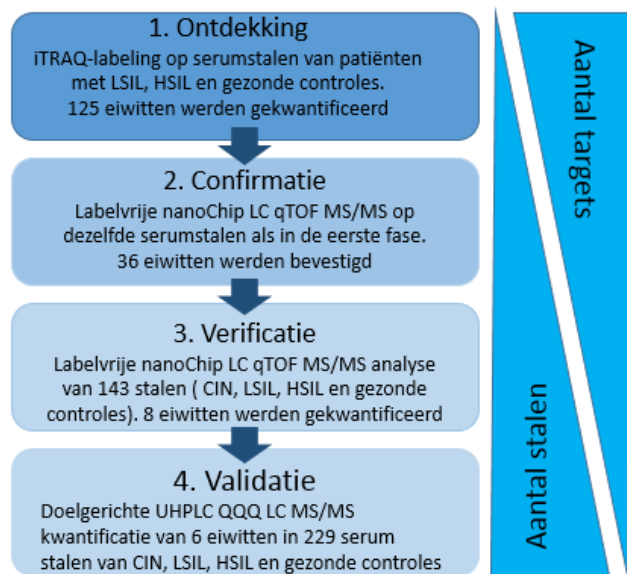 1. Ontdekking
iTRAQ-labeling op serumstalen van patiënten
met LSIL, HSIL en gezonde controles.
125 eiwitten werden gekwantificeerd
2. Confirmatie
Labelvrije nanoChip LC qTOF MS/MS op
dezelfde serumstalen als in de eerste fase.
36 eiwitten werden bevestigd
3. Verificatie
Labelvrije nanoChip LC qTOF MS/MS analyse
van 143 stalen ( CIN, LSIL, HSIL en gezonde
controles). 8 eiwitten werden gekwantificeerd
4. Validatie
Doelgerichte UHPLC QQQ LC MS/MS
kwantificatie van 6 eiwitten in 229 serum
stalen van CIN, LSIL, HSIL en gezonde controles
Aantal targets
Aantal stalen